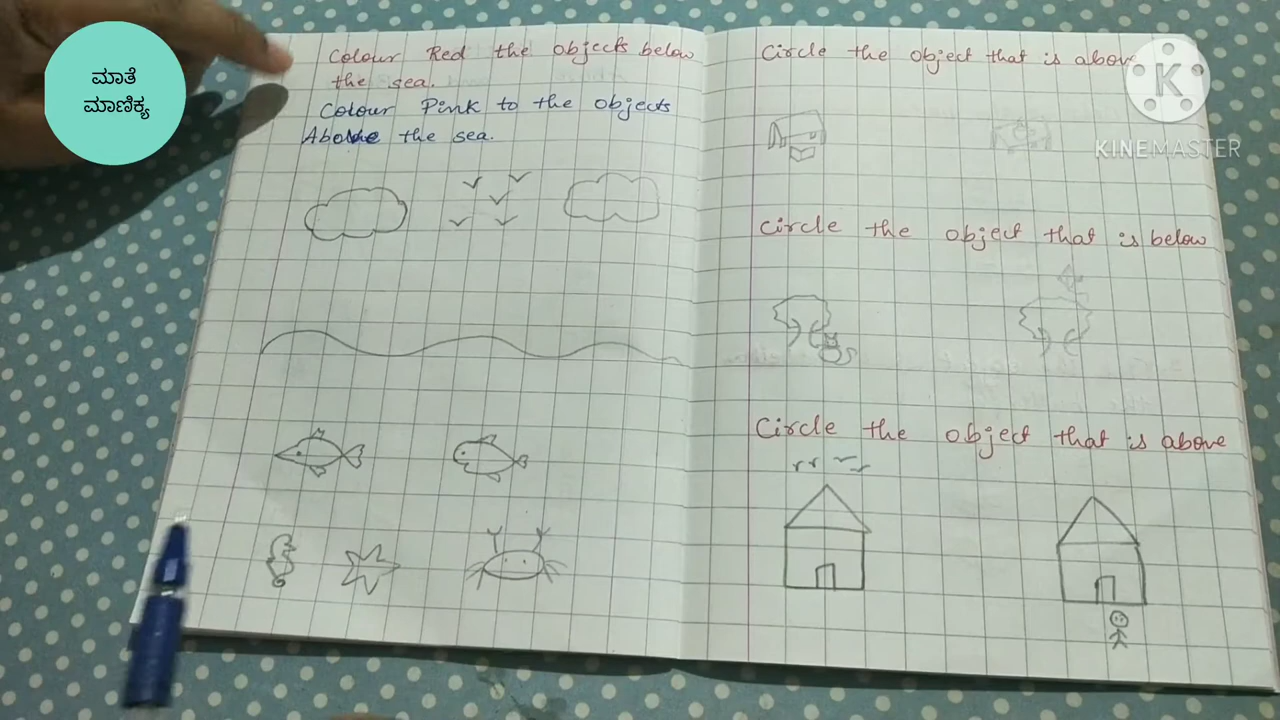 ಮಾತೆ
ಮಾಣಿಕ್ಯ
Colour Red the objects below
the sea.
Colour Pink to the objects
Above the sea.
Circle the object that is above
K
KINEMASTER
Circle the object that is below
Circle the object that is above